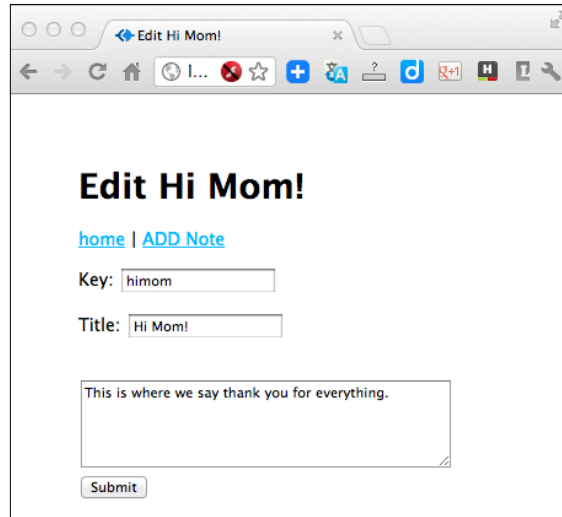 Edit Hi Mom!
l...
?
g+1
H
Edit Hi Mom!
home | ADD Note
Key: himom
Title: Hi Mom!
This is where we say thank you for everything.
Submit